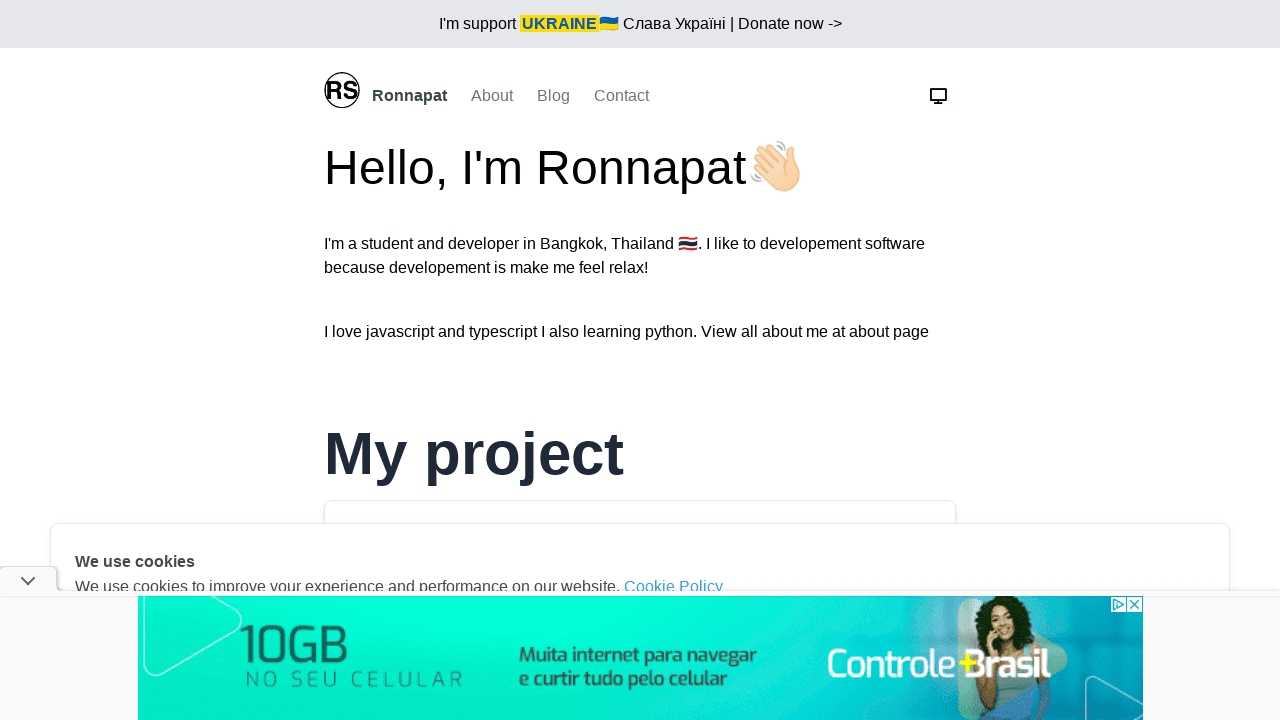 I'm support UKRAINE🇺🇦 Слава Україні | Donate now ->
RS Ronnapat About Blog Contact
Hello, I'm Ronnapat👋🏻
I'm a student and developer in Bangkok, Thailand 🇹🇭. I like to developement software
because developement is make me feel relax!
I love javascript and typescript I also learning python. View all about me at about page
My project
We use cookies
We use cookies to improve your experience and performance on our website. Cookie Policy
10GB
NO SEU CELULAR
Muita internet para navegar
e curtir tudo pelo celular
Controle+Brasil